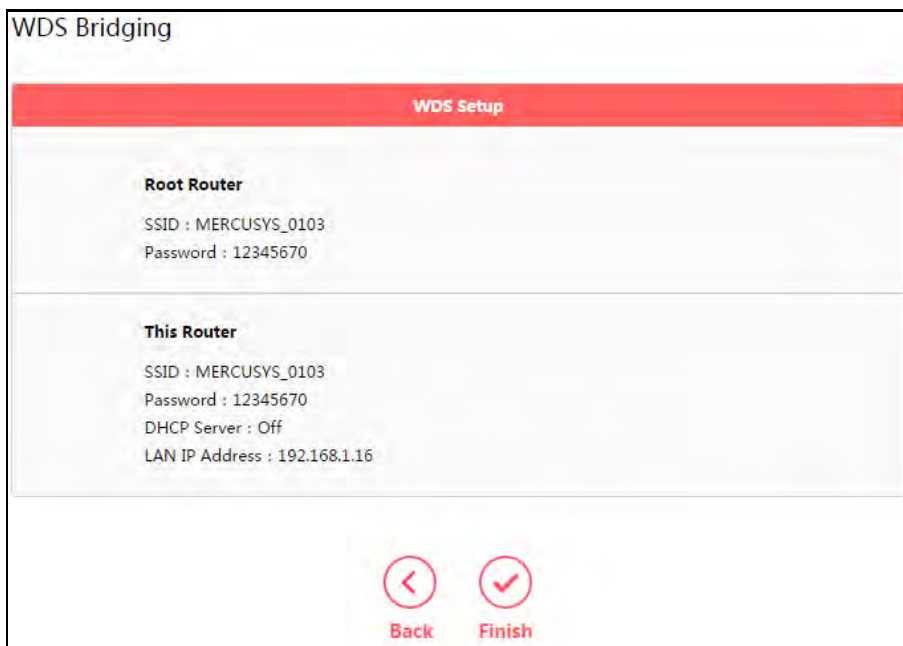 WDS Bridging
WDS Setup
Root Router
SSID : MERCUSYS_0103
Password : 12345670
This Router
SSID : MERCUSYS_0103
Password : 12345670
DHCP Server : Off
LAN IP Address : 192.168.1.16
Back Finish